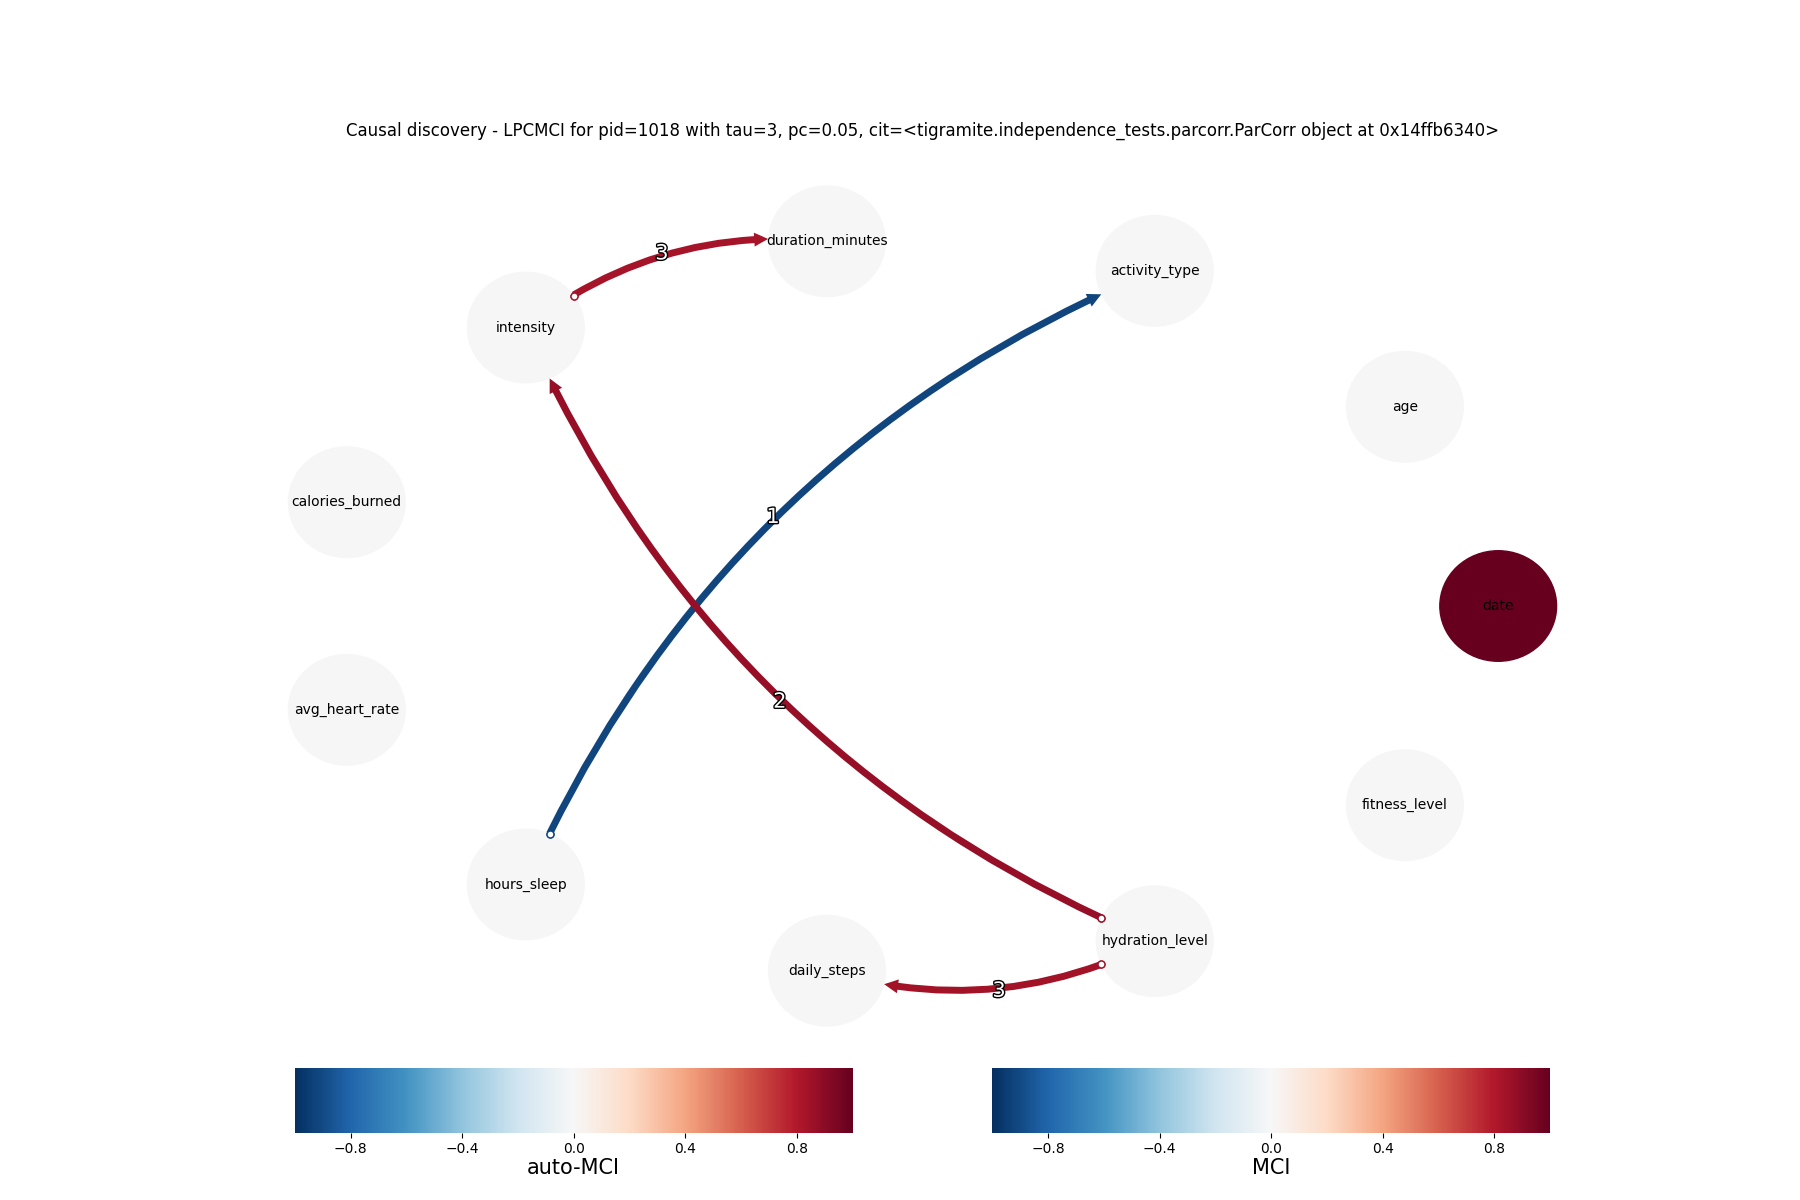 Causal discovery - LPCMCI for pid=1018 with tau=3, pc=0.05, cit=<tigramite.independence_tests.parcorr.ParCorr object at 0x14ffb6340>
duration_minutes
3
activity_type
intensity
age
calories_burned
1
date
2
avg_heart_rate
fitness_level
hours_sleep
hydration_level
daily_steps
3
−0.8 −0.4 0.0 0.4 0.8
auto-MCI
−0.8 −0.4 0.0 0.4 0.8
MCI